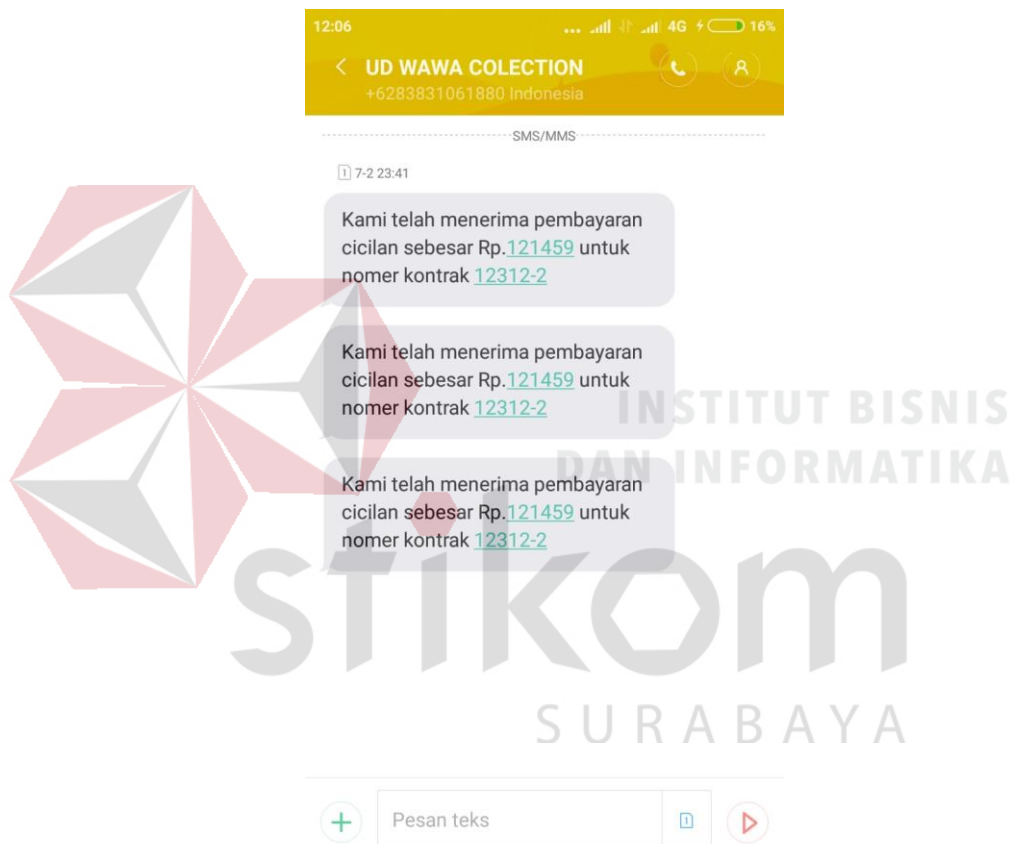 12:06 ... 4G 16%
UD WAWA COLECTION
+6283831061880 Indonesia
SMS/MMS
1 7-2 23:41
Kami telah menerima pembayaran
cicilan sebesar Rp.121459 untuk
nomer kontrak 12312-2
Kami telah menerima pembayaran
cicilan sebesar Rp.121459 untuk
nomer kontrak 12312-2
INSTITUT BISNIS
DAN INFORMATIKA
Kami telah menerima pembayaran
cicilan sebesar Rp.121459 untuk
nomer kontrak 12312-2
stikom
SURABAYA
Pesan teks 1